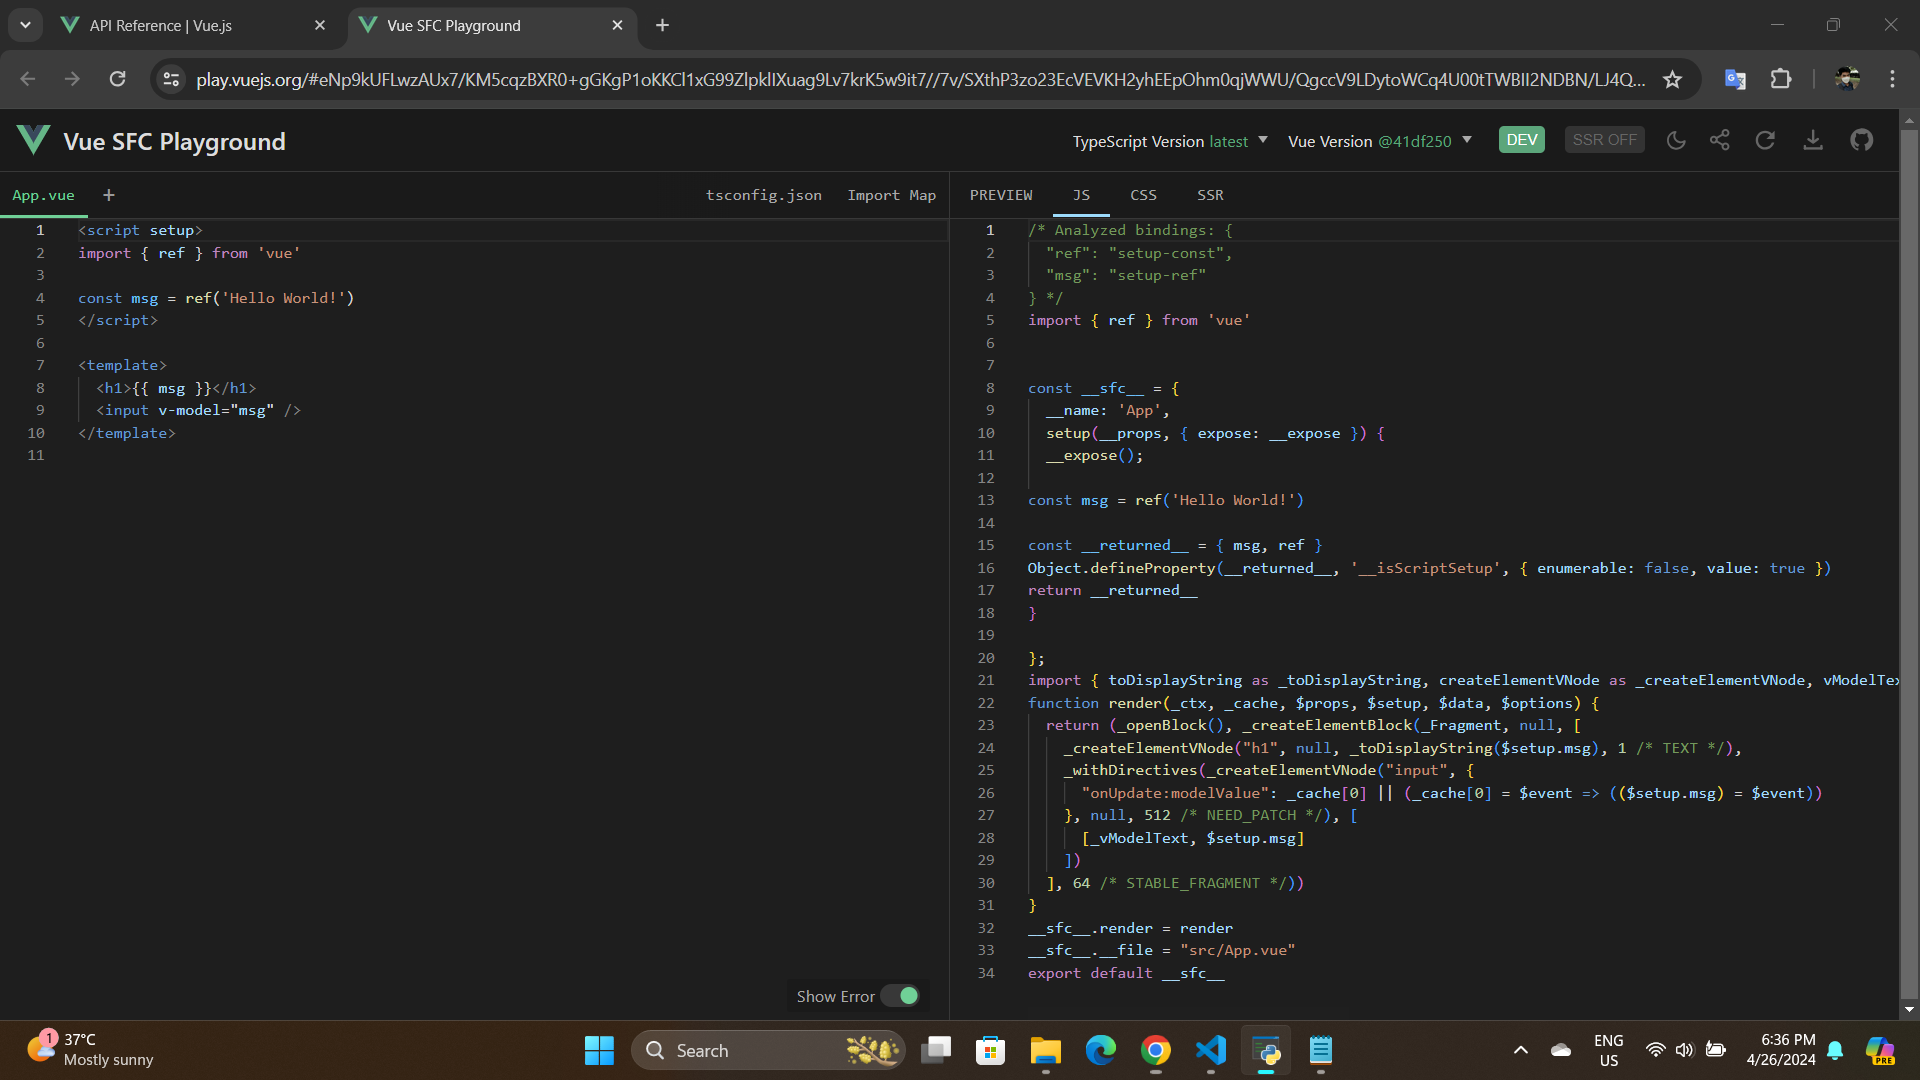 API Reference | Vue.js
Vue SFC Playground
play.vuejs.org/#eNp9kUFLwzAUx7/KM5cqzBXR0+gGKgP1oKKCl1xG99ZlpklIXuag9Lv7krK5w9it7//7v/SXthP3zo23EcVEVKH2yhEEpOhm0qjWWU/QgccV9LDytoWCq4U00tTWBII2NDBN/LJ4Q...
Vue SFC Playground
TypeScript Version latest
Vue Version @41df250
DEV
SSR OFF
App.vue
+
tsconfig.json
Import Map
PREVIEW
JS
CSS
SSR
1 <script setup>
2 import { ref } from 'vue'
3
4 const msg = ref('Hello World!')
5 </script>
6
7 <template>
8 <h1>{{ msg }}</h1>
9 <input v-model="msg" />
10 </template>
11
Show Error
1 /* Analyzed bindings: {
2 "ref": "setup-const",
3 "msg": "setup-ref"
4 } */
5 import { ref } from 'vue'
6
7
8 const __sfc__ = {
9 __name: 'App',
10 setup(__props, { expose: __expose }) {
11 __expose();
12
13 const msg = ref('Hello World!')
14
15 const __returned__ = { msg, ref }
16 Object.defineProperty(__returned__, '__isScriptSetup', { enumerable: false, value: true })
17 return __returned__
18 }
19
20 };
21 import { toDisplayString as _toDisplayString, createElementVNode as _createElementVNode, vModelTex
22 function render(_ctx, _cache, $props, $setup, $data, $options) {
23 return (_openBlock(), _createElementBlock(_Fragment, null, [
24 _createElementVNode("h1", null, _toDisplayString($setup.msg), 1 /* TEXT */),
25 _withDirectives(_createElementVNode("input", {
26 "onUpdate:modelValue": _cache[0] || (_cache[0] = $event => (($setup.msg) = $event))
27 }, null, 512 /* NEED_PATCH */), [
28 [_vModelText, $setup.msg]
29 ])
30 ], 64 /* STABLE_FRAGMENT */))
31 }
32 __sfc__.render = render
33 __sfc__.__file = "src/App.vue"
34 export default __sfc__
1
37°C
Mostly sunny
Search
ENG
US
6:36 PM
4/26/2024
PRE